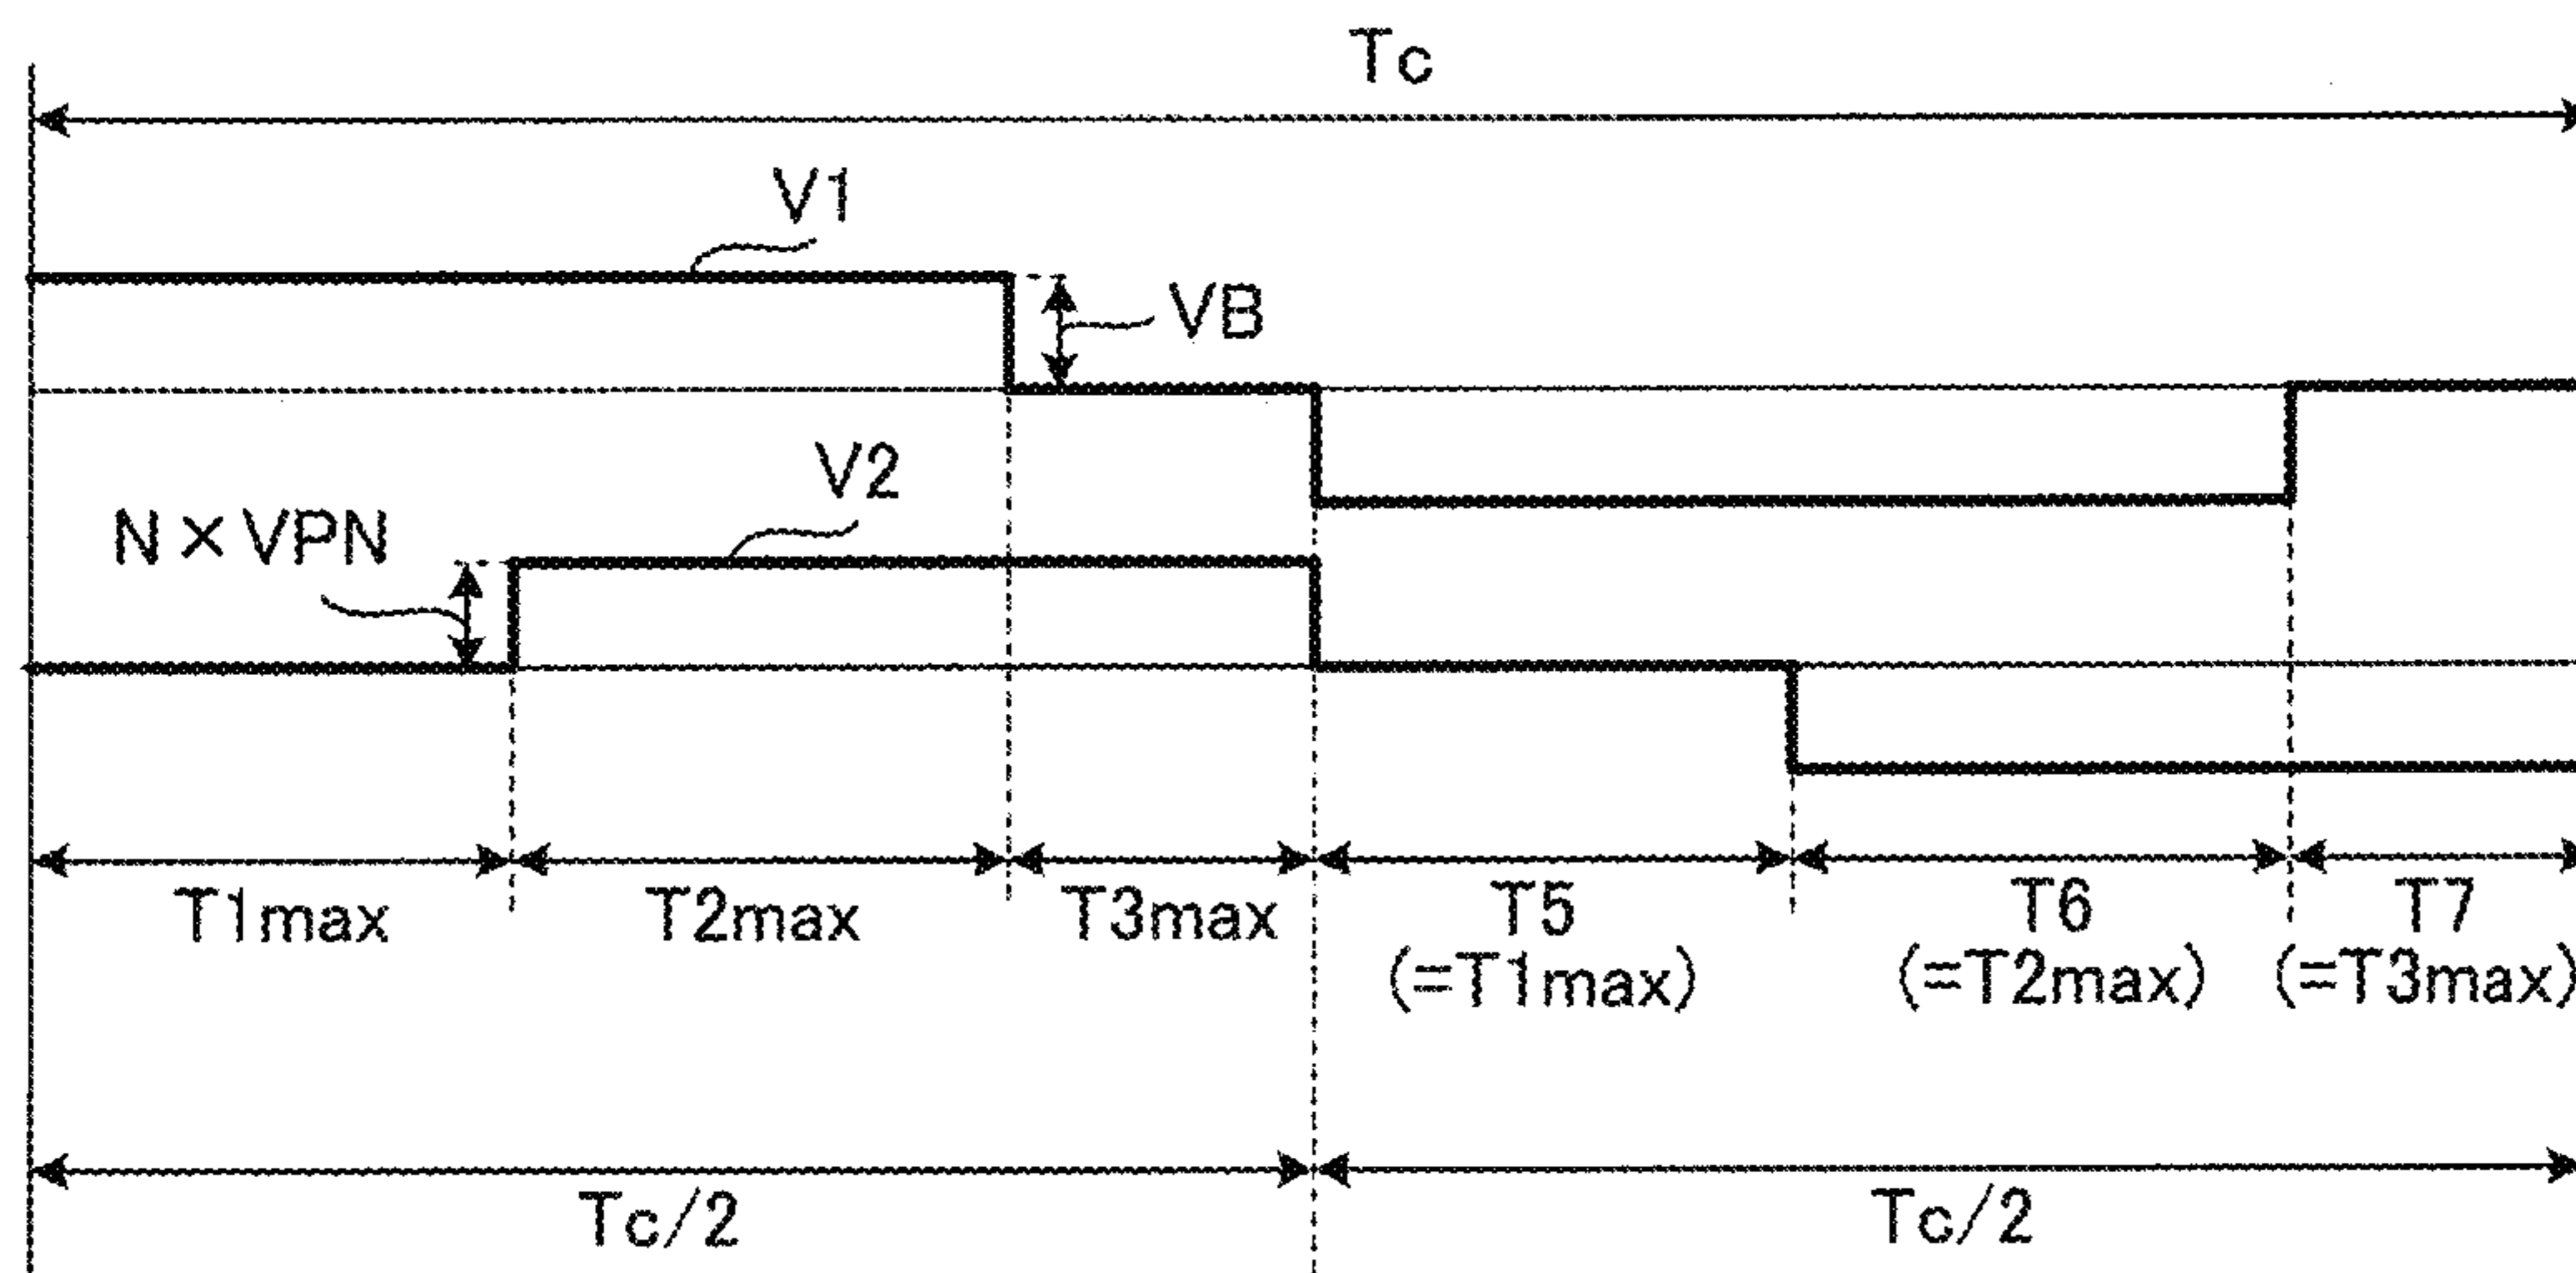 Tc
V1
VB
V2
N×VPN
T1max
T2max
T3max
T5
(=T1max)
T6
(=T2max)
T7
(=T3max)
Tc/2
Tc/2